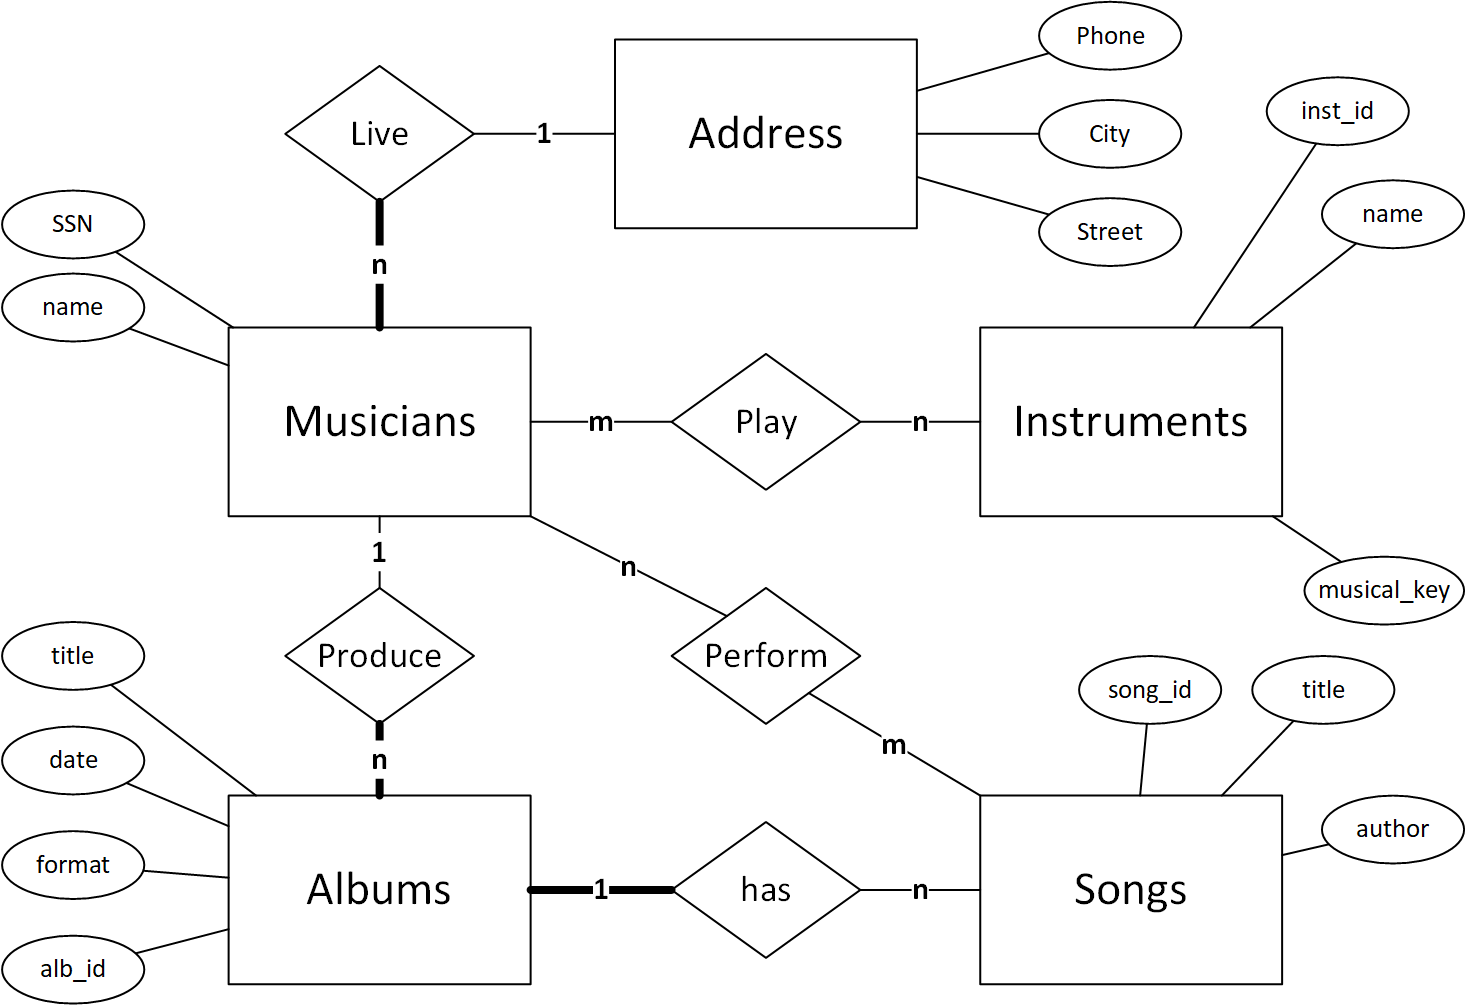 Phone
Live
1
Address
City
inst_id
SSN
name
Street
n
name
Musicians
m
Play
n
Instruments
1
n
musical_key
title
Produce
Perform
song_id
title
date
n
m
author
format
Albums
1
has
n
Songs
alb_id